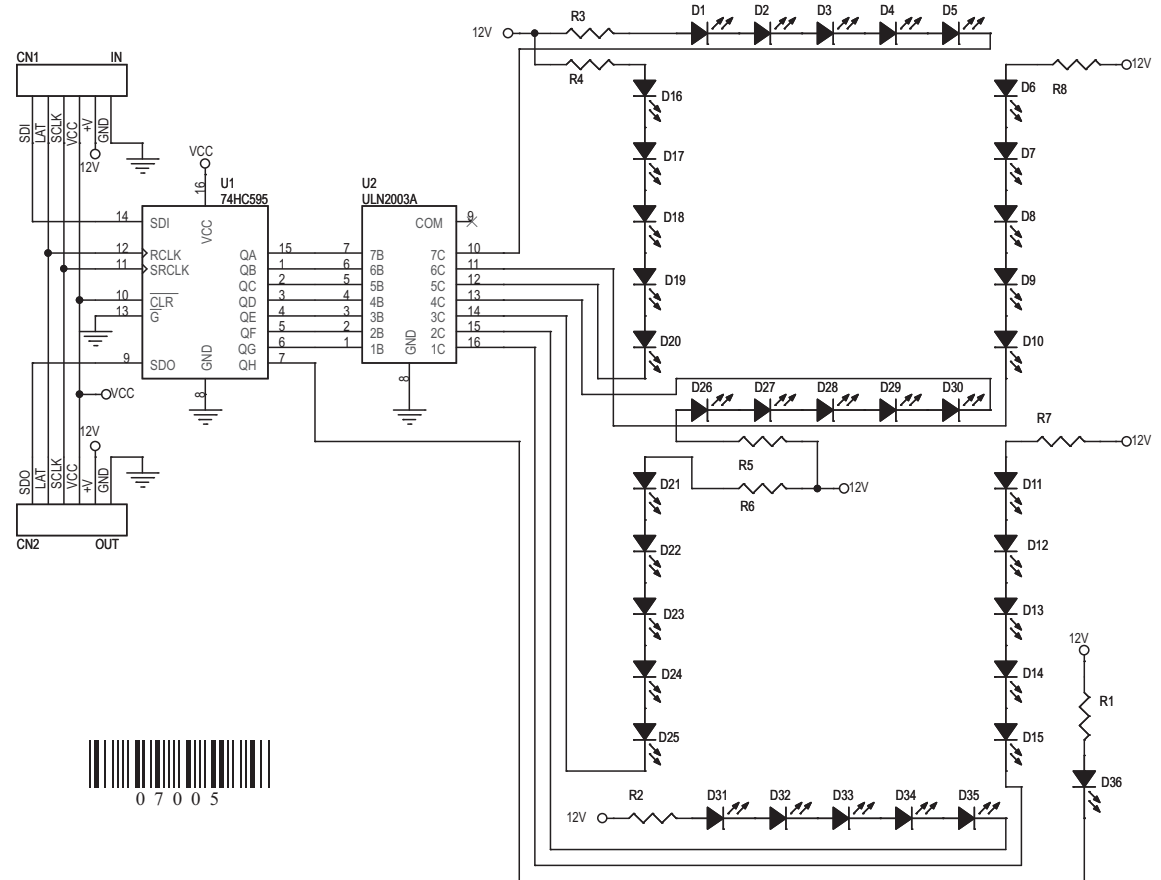 12V
R3
D1
D2
D3
D4
D5
CN1
IN
R4
D16
D6
R8
12V
SDI
LAT
SCLK
VCC
+V
GND
12V
VCC
16
U1
74HC595
U2
ULN2003A
D17
D7
14
SDI
VCC
COM
9
D18
D8
12
RCLK
QA
15
7
7B
7C
10
11
SRCLK
QB
1
6
6B
6C
11
QC
2
5
5B
5C
12
D19
D9
10
CLR
QD
3
4
4B
4C
13
13
G
QE
4
3
3B
3C
14
QF
5
2
2B
2C
15
QG
6
1
1B
1C
16
D20
D10
9
SDO
GND
QH
7
GND
8
8
VCC
D26
D27
D28
D29
D30
12V
R7
12V
R5
SDO
LAT
SCLK
VCC
+V
GND
D21
R6
12V
D11
CN2
OUT
D22
D12
D23
D13
12V
D24
D14
R1
D25
D15
D36
07005
12V
R2
D31
D32
D33
D34
D35